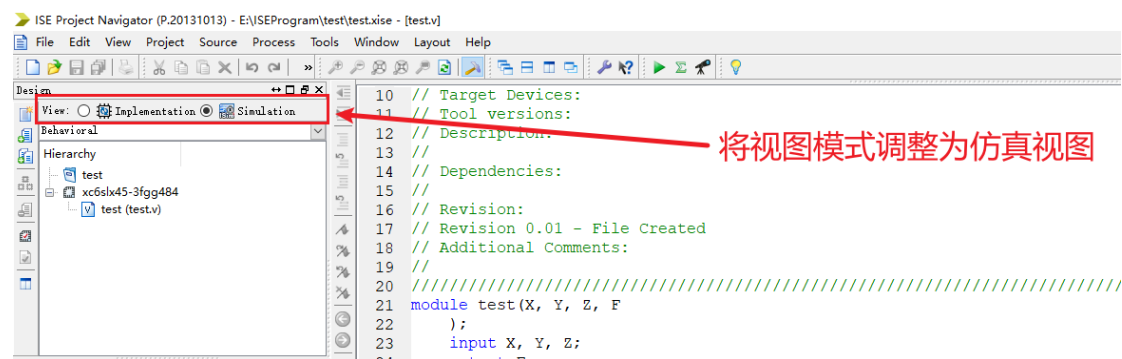 ISE Project Navigator (P.20131013) - E:\ISEProgram\test\test.xise - [test.v]
File Edit View Project Source Process Tools Window Layout Help
Design
View: Implementation Simulation
Behavioral
Hierarchy
test
xc6slx45-3fgg484
test (test.v)
10 // Target Devices:
11 // Tool versions:
12 // Description:
13 //
14 // Dependencies:
15 //
16 // Revision:
17 // Revision 0.01 - File Created
18 // Additional Comments:
19 //
20 ////////////////////////////////////////////////////////////////////////////
21 module test(X, Y, Z, F
22 );
23 input X, Y, Z;
将视图模式调整为仿真视图